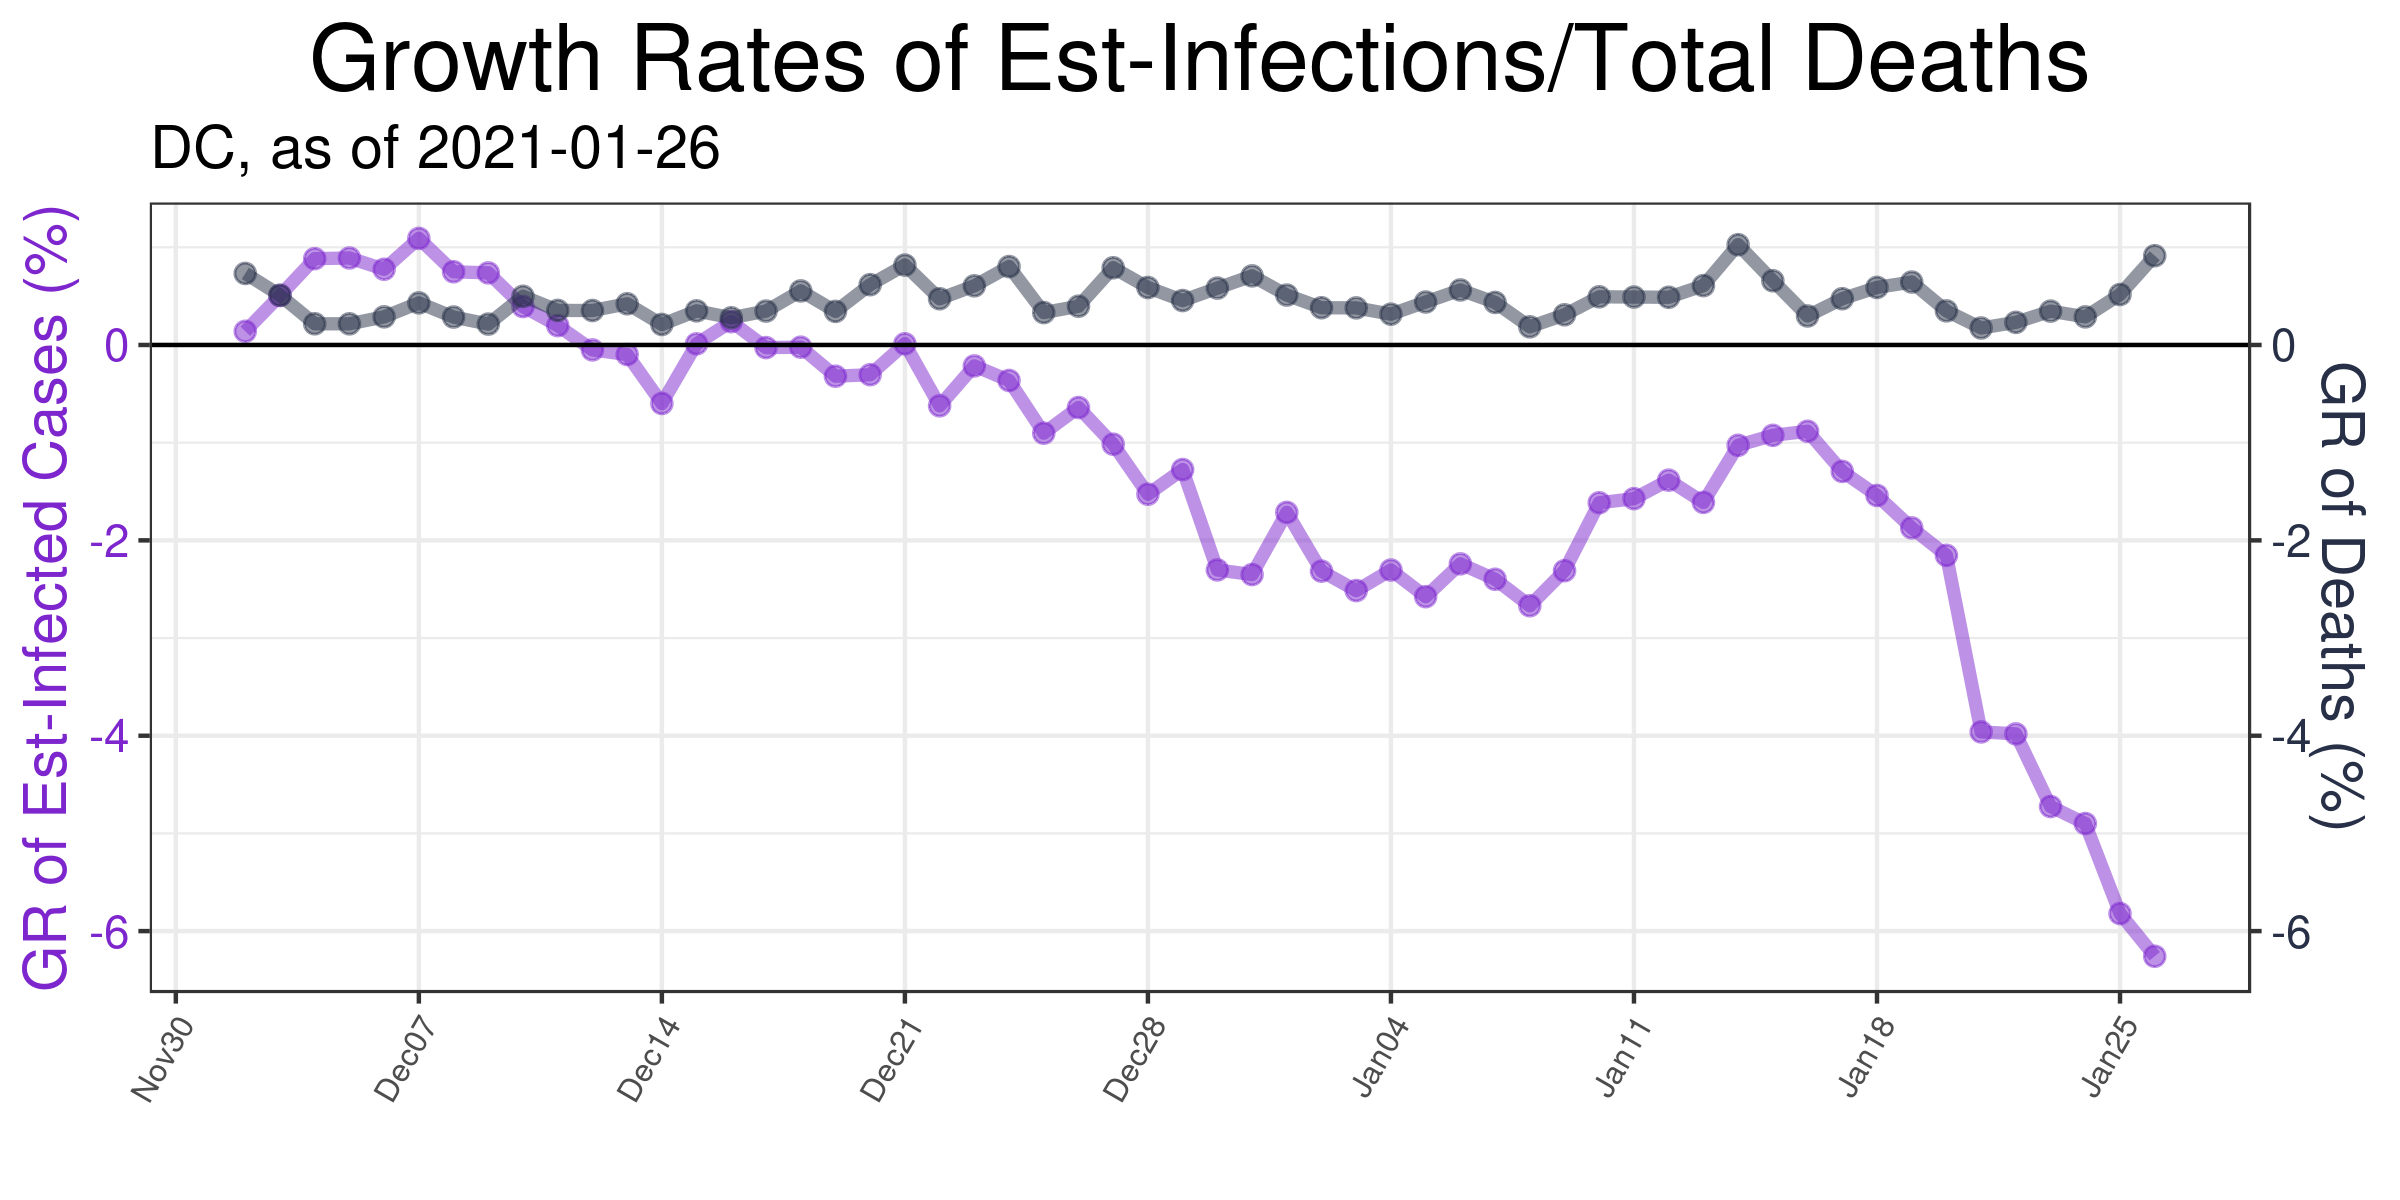 Growth Rates of Est-Infections/Total Deaths
DC, as of 2021-01-26
GR of Est-Infected Cases (%)
0
-2
-4
-6
0
-2
-4
-6
GR of Deaths (%)
Nov30
Dec07
Dec14
Dec21
Dec28
Jan04
Jan11
Jan18
Jan25